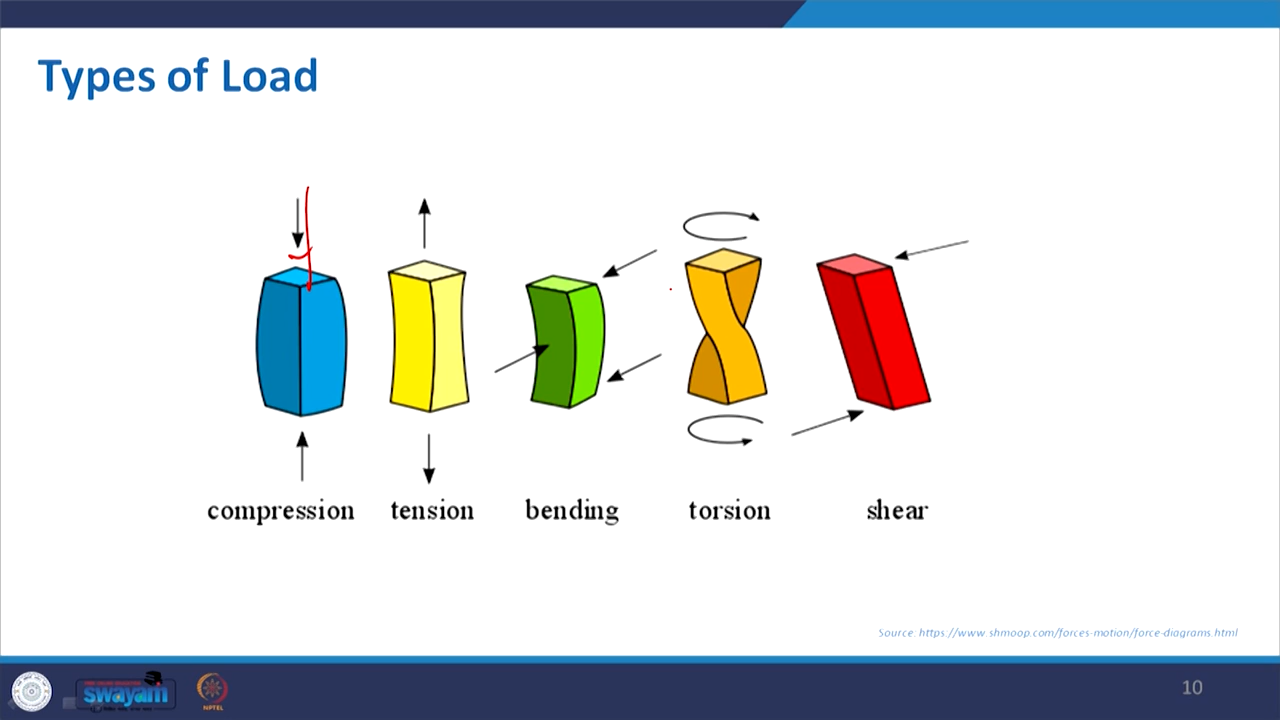 Types of Load
compression tension bending torsion shear
Source: https://www.shmoop.com/forces-motion/force-diagrams.html
swayam
NPTEL
10